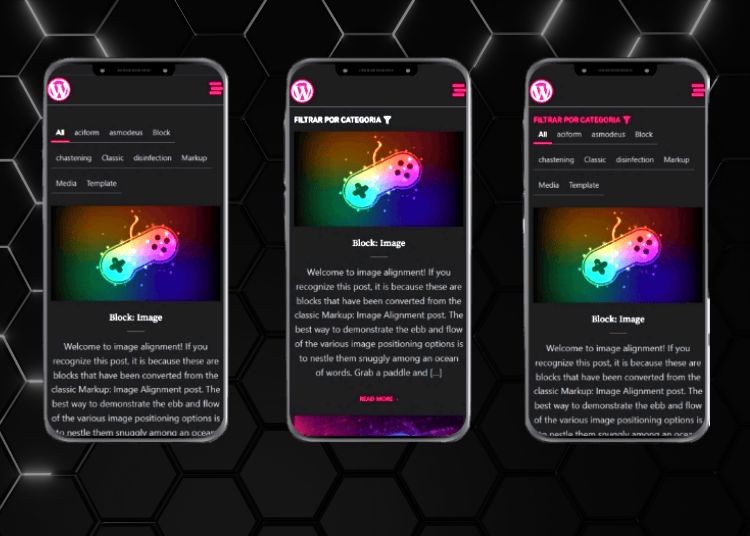 All aciform asmodeus Block
chastening Classic disinfection Markup
Media Template
Block: Image
Welcome to image alignment! If you
recognize this post, it is because these are
blocks that have been converted from the
classic Markup: Image Alignment post. The
best way to demonstrate the ebb and flow
of the various image positioning options is
to nestle them snuggly among an ocean
FILTRAR POR CATEGORIA
Block: Image
Welcome to image alignment! If you
recognize this post, it is because these are
blocks that have been converted from the
classic Markup: Image Alignment post. The
best way to demonstrate the ebb and flow
of the various image positioning options is
to nestle them snuggly among an ocean
of words. Grab a paddle and [...]
READ MORE »
FILTRAR POR CATEGORIA
All aciform asmodeus Block
chastening Classic disinfection Markup
Media Template
Block: Image
Welcome to image alignment! If you
recognize this post, it is because these are
blocks that have been converted from the
classic Markup: Image Alignment post. The
best way to demonstrate the ebb and flow
of the various image positioning options is
to nestle them snuggly among an ocean